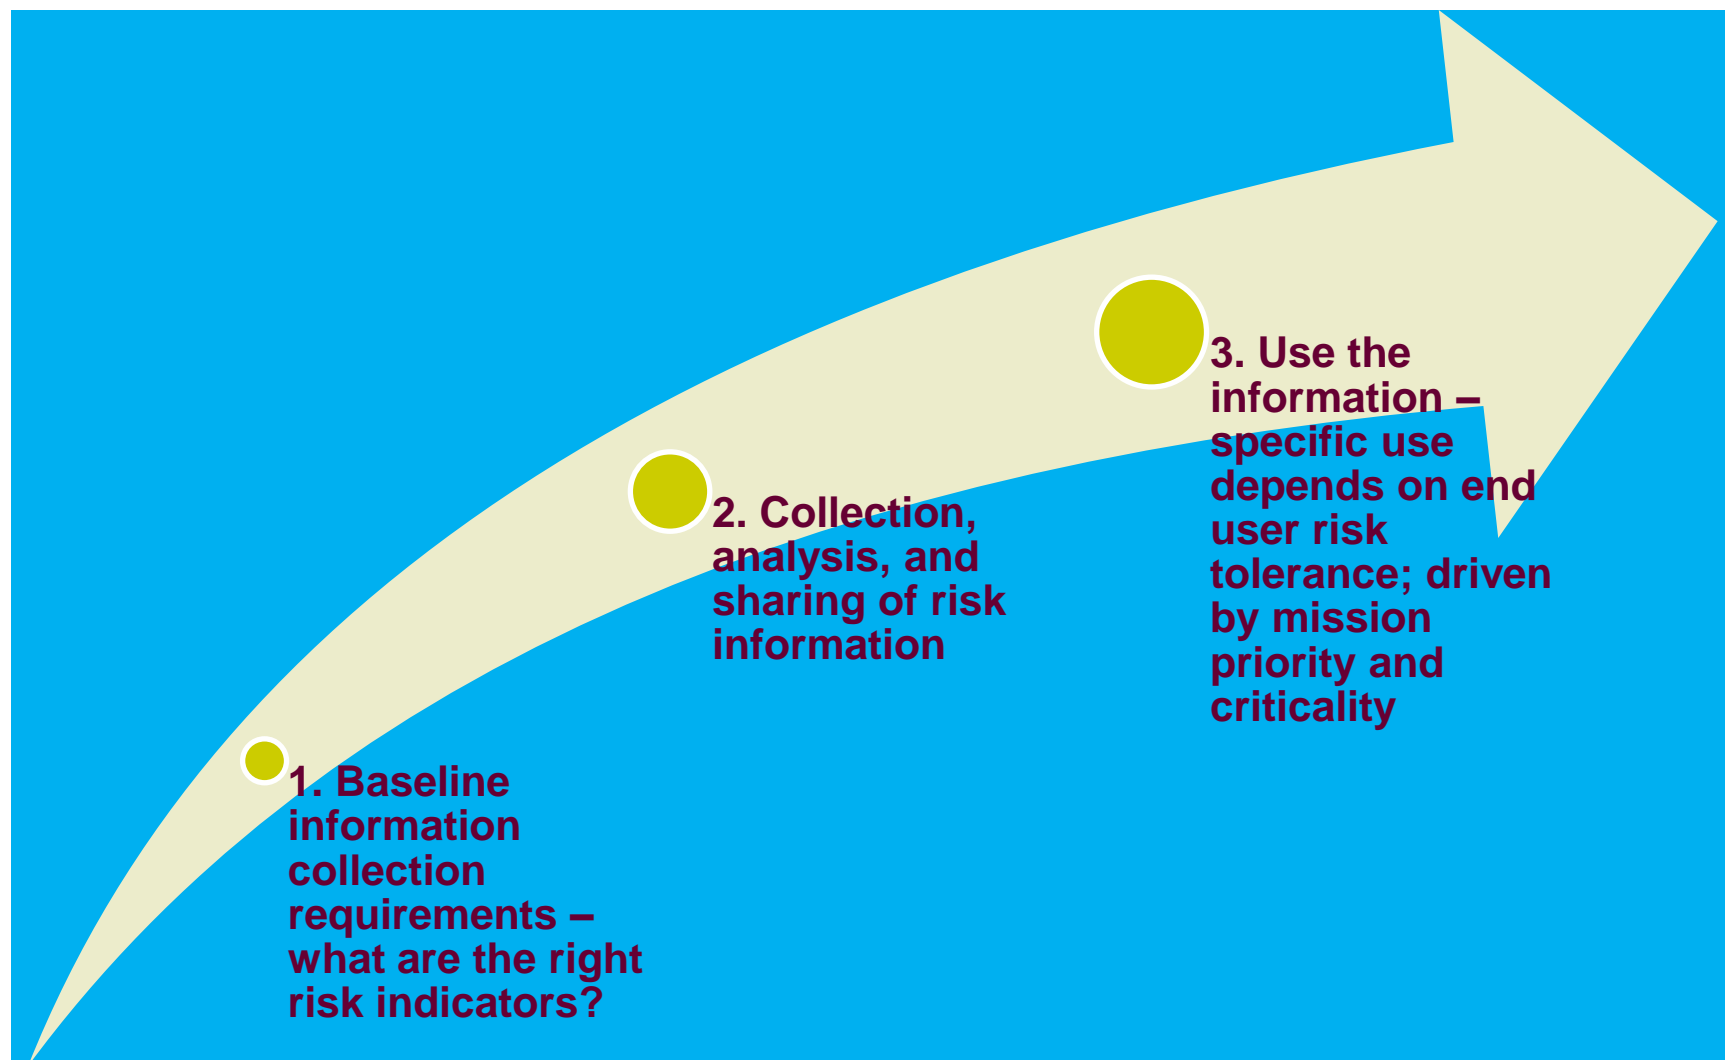 1. Baseline
information
collection
requirements –
what are the right
risk indicators?
2. Collection,
analysis, and
sharing of risk
information
3. Use the
information –
specific use
depends on end
user risk
tolerance; driven
by mission
priority and
criticality